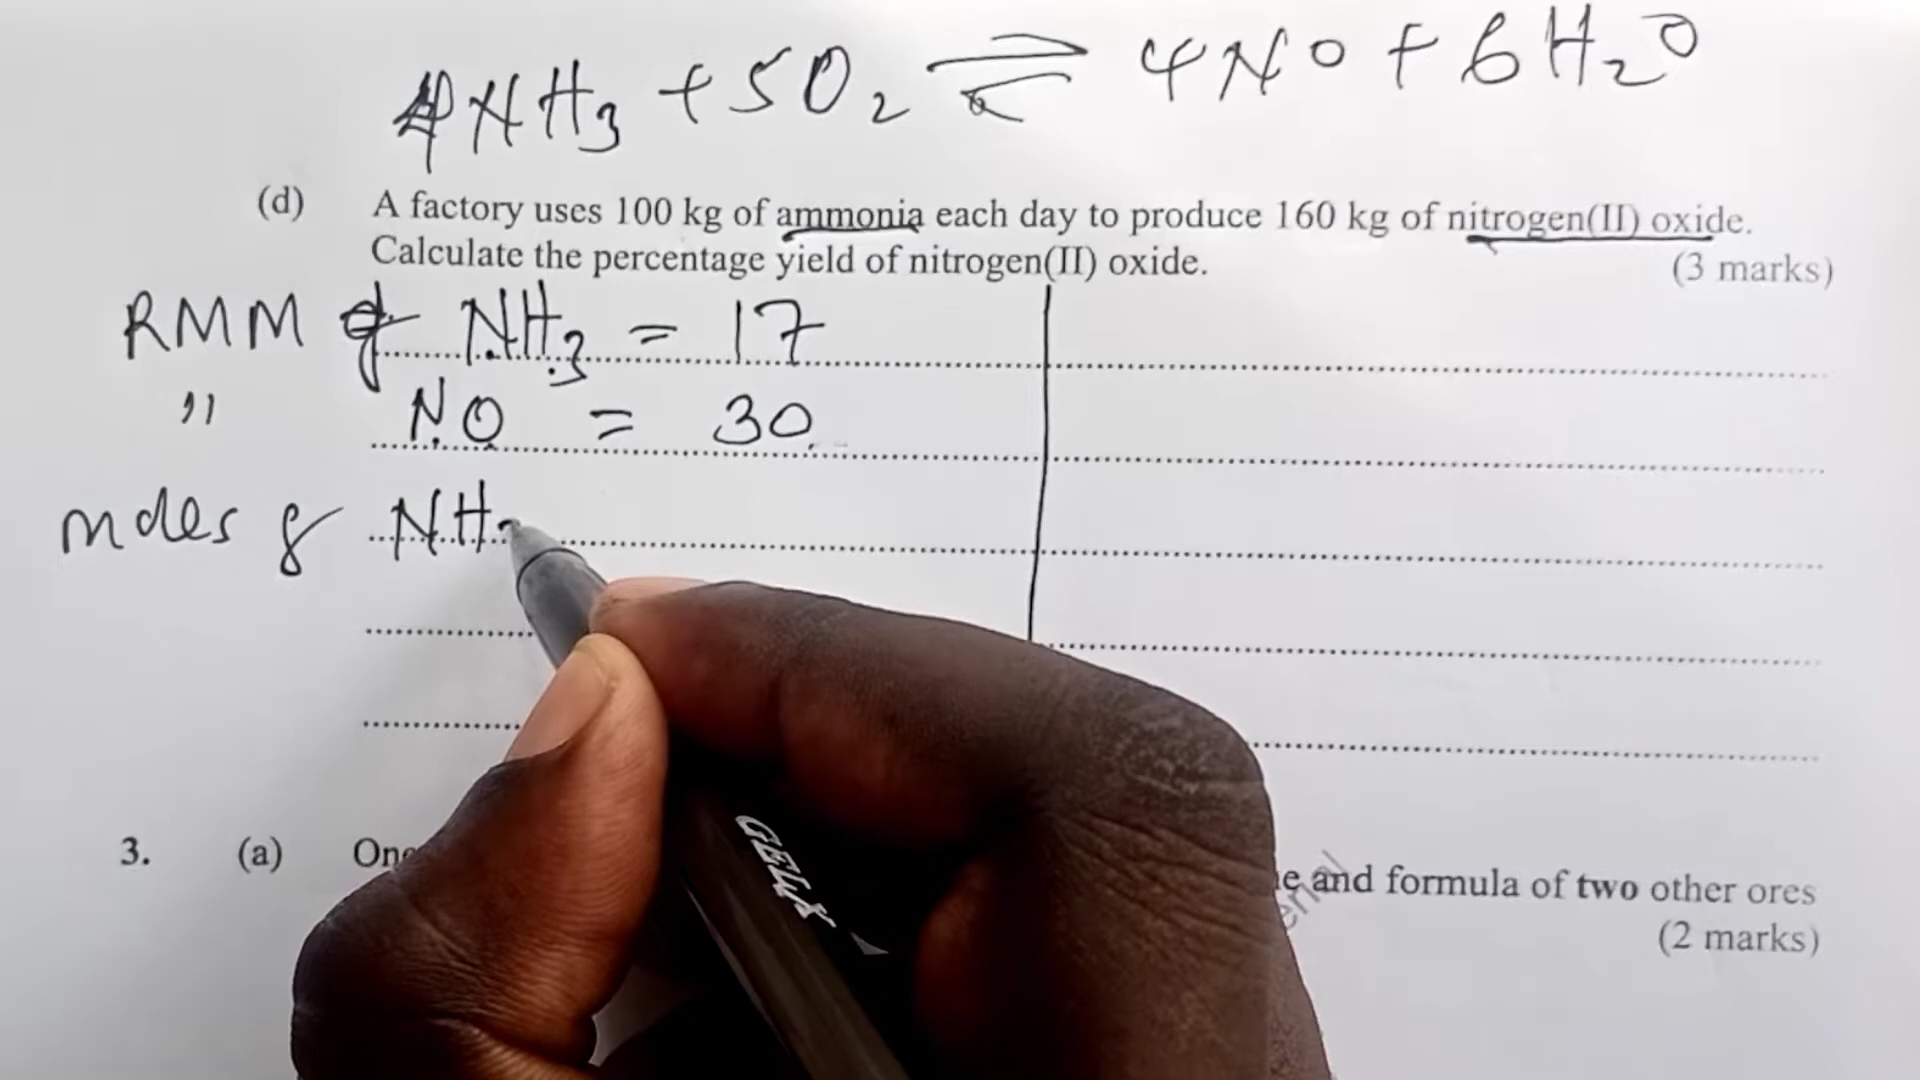 4NH3 + 5O2 ⇌ 4NO + 6H2O
(d) A factory uses 100 kg of ammonia each day to produce 160 kg of nitrogen(II) oxide.
Calculate the percentage yield of nitrogen(II) oxide. (3 marks)
RMM of NH3 = 17
" NO = 30
moles of NH
3. (a) One
and formula of two other ores
(2 marks)